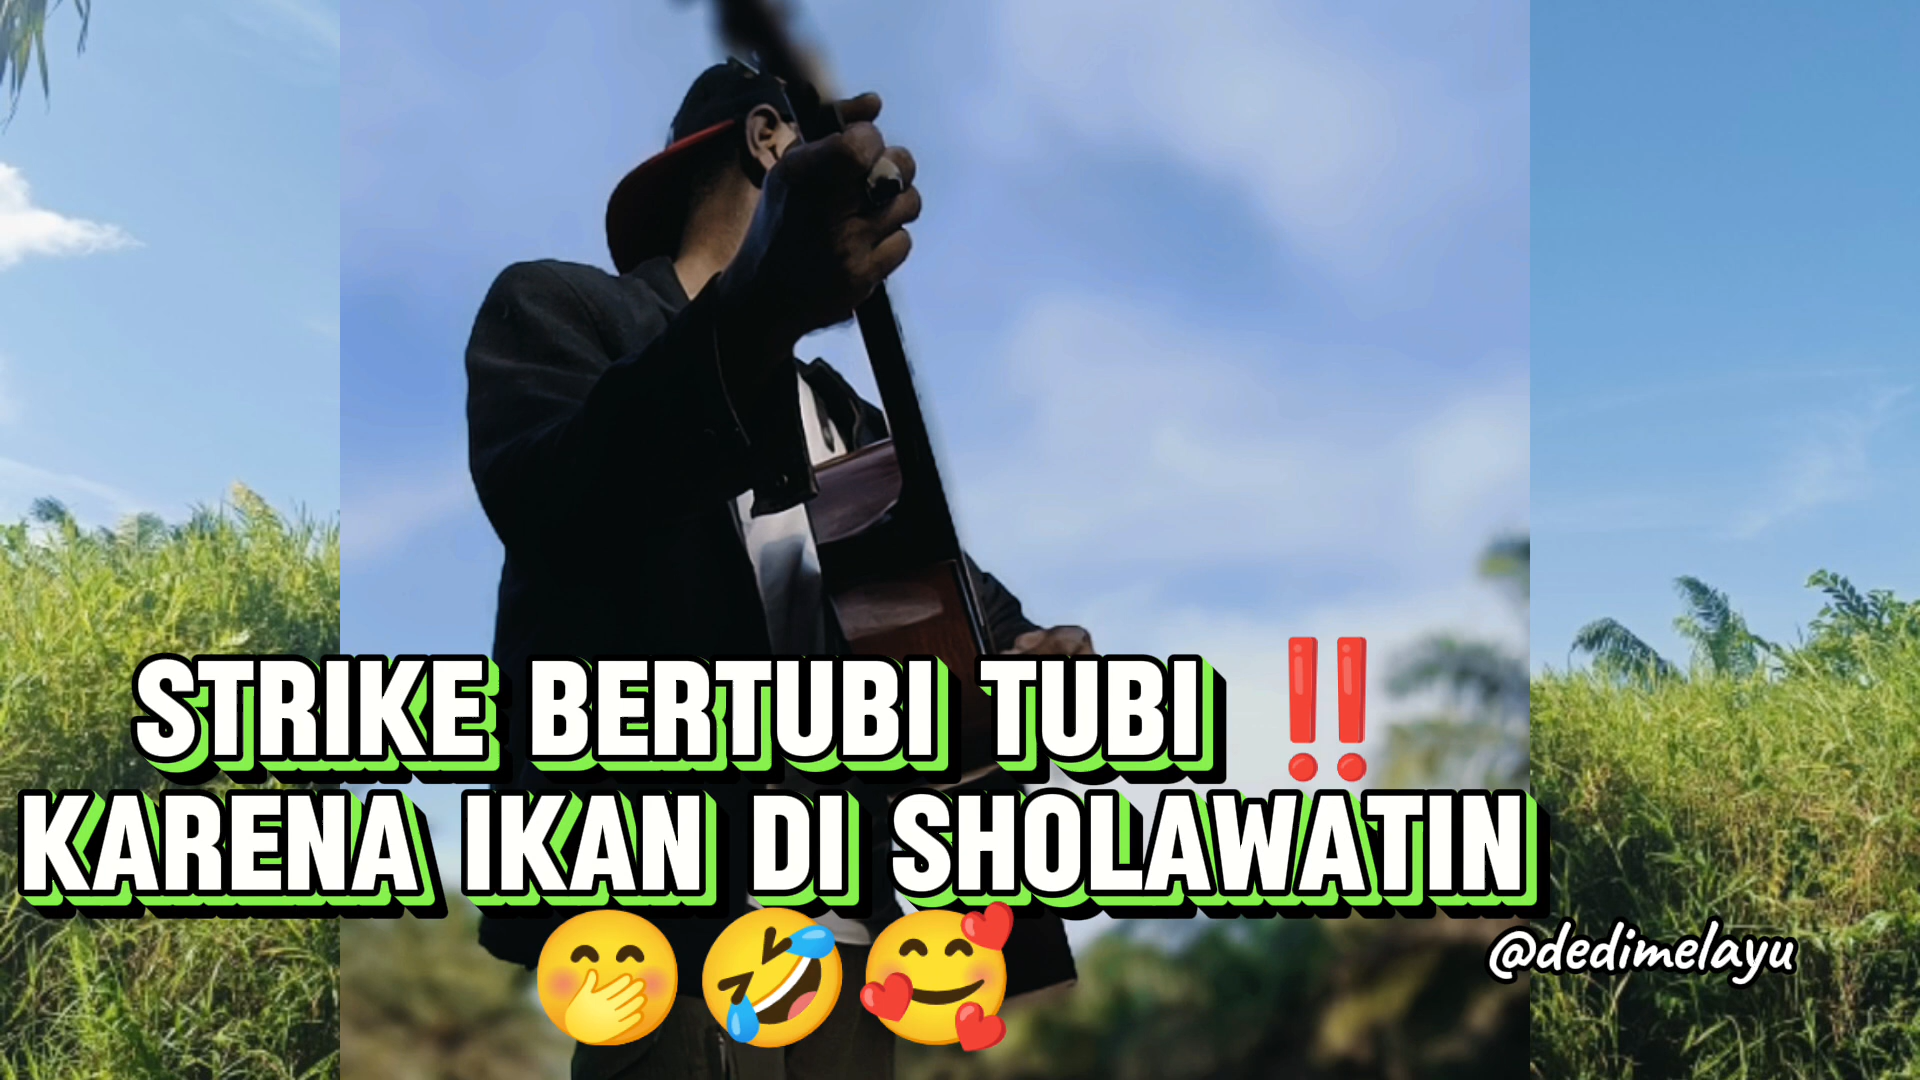 STRIKE BERTUBI TUBI ‼️
KARENA IKAN DI SHOLAWATIN
🤭🤣🥰
@dedimelayu